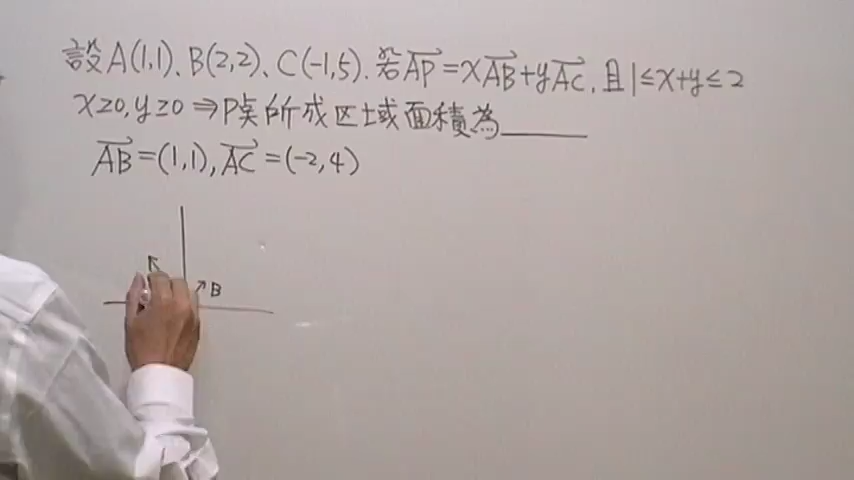 設A(1,1)、B(2,2)、C(-1,5).若AP=xAB+yAC,且1≤x+y≤2
x≥0,y≥0⇒P點所成区域面積為______
AB=(1,1),AC=(-2,4)
B